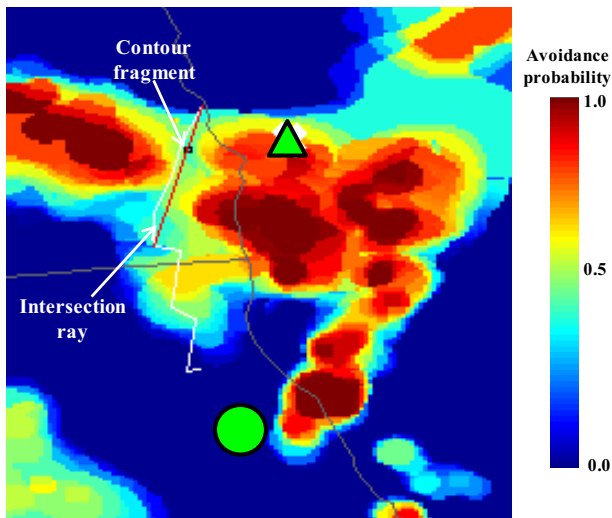 Contour
fragment
Intersection
ray
Avoidance
probability
1.0
0.5
0.0